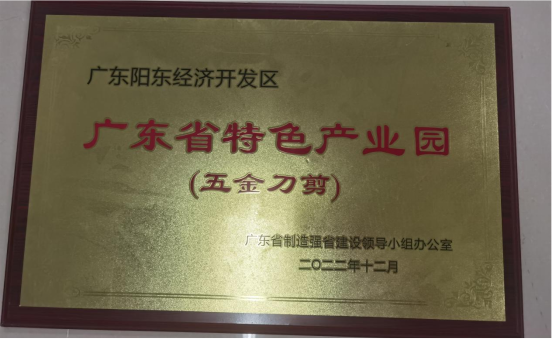 广东阳东经济开发区
广东省特色产业园
(五金刀剪)
广东省制造强省建设领导小组办公室
二〇二二年十二月